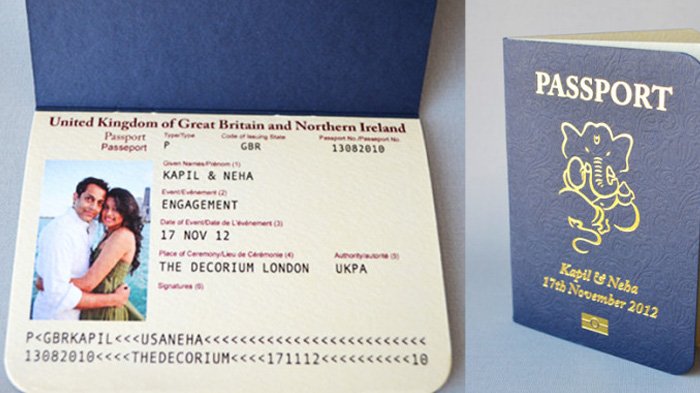 United Kingdom of Great Britain and Northern Ireland
Passport Type/Type Code of Issuing State Passport No./Passeport No.
Passeport P GBR 13082010
Given Names/Prénom (1)
KAPIL & NEHA
Event/Evénement (2)
ENGAGEMENT
Date of Event/Date de L'événement (3)
17 NOV 12
Place of Ceremony/Lieu de Cérémonie (4) Authority/autorité (5)
THE DECORIUM LONDON UKPA
Signatures (6)
P<GBRKAPIL<<<USANEHA<<<<<<<<<<<<<<<<<<<<<<<<
13082010<<<<THEDECORIUM<<<<171112<<<<<<<<<<10
PASSPORT
Kapil & Neha
17th November 2012